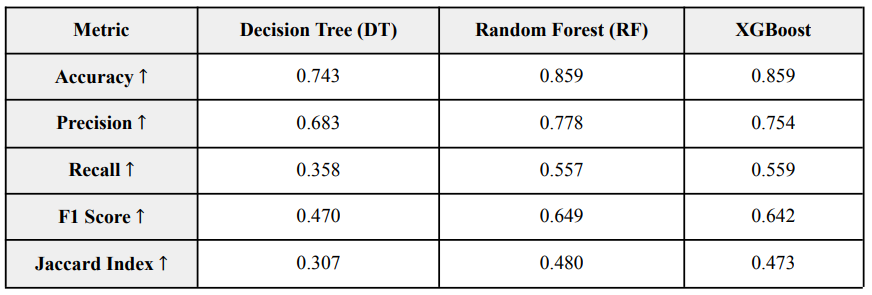 Metric Decision Tree (DT) Random Forest (RF) XGBoost
Accuracy ↑ 0.743 0.859 0.859
Precision ↑ 0.683 0.778 0.754
Recall ↑ 0.358 0.557 0.559
F1 Score ↑ 0.470 0.649 0.642
Jaccard Index ↑ 0.307 0.480 0.473